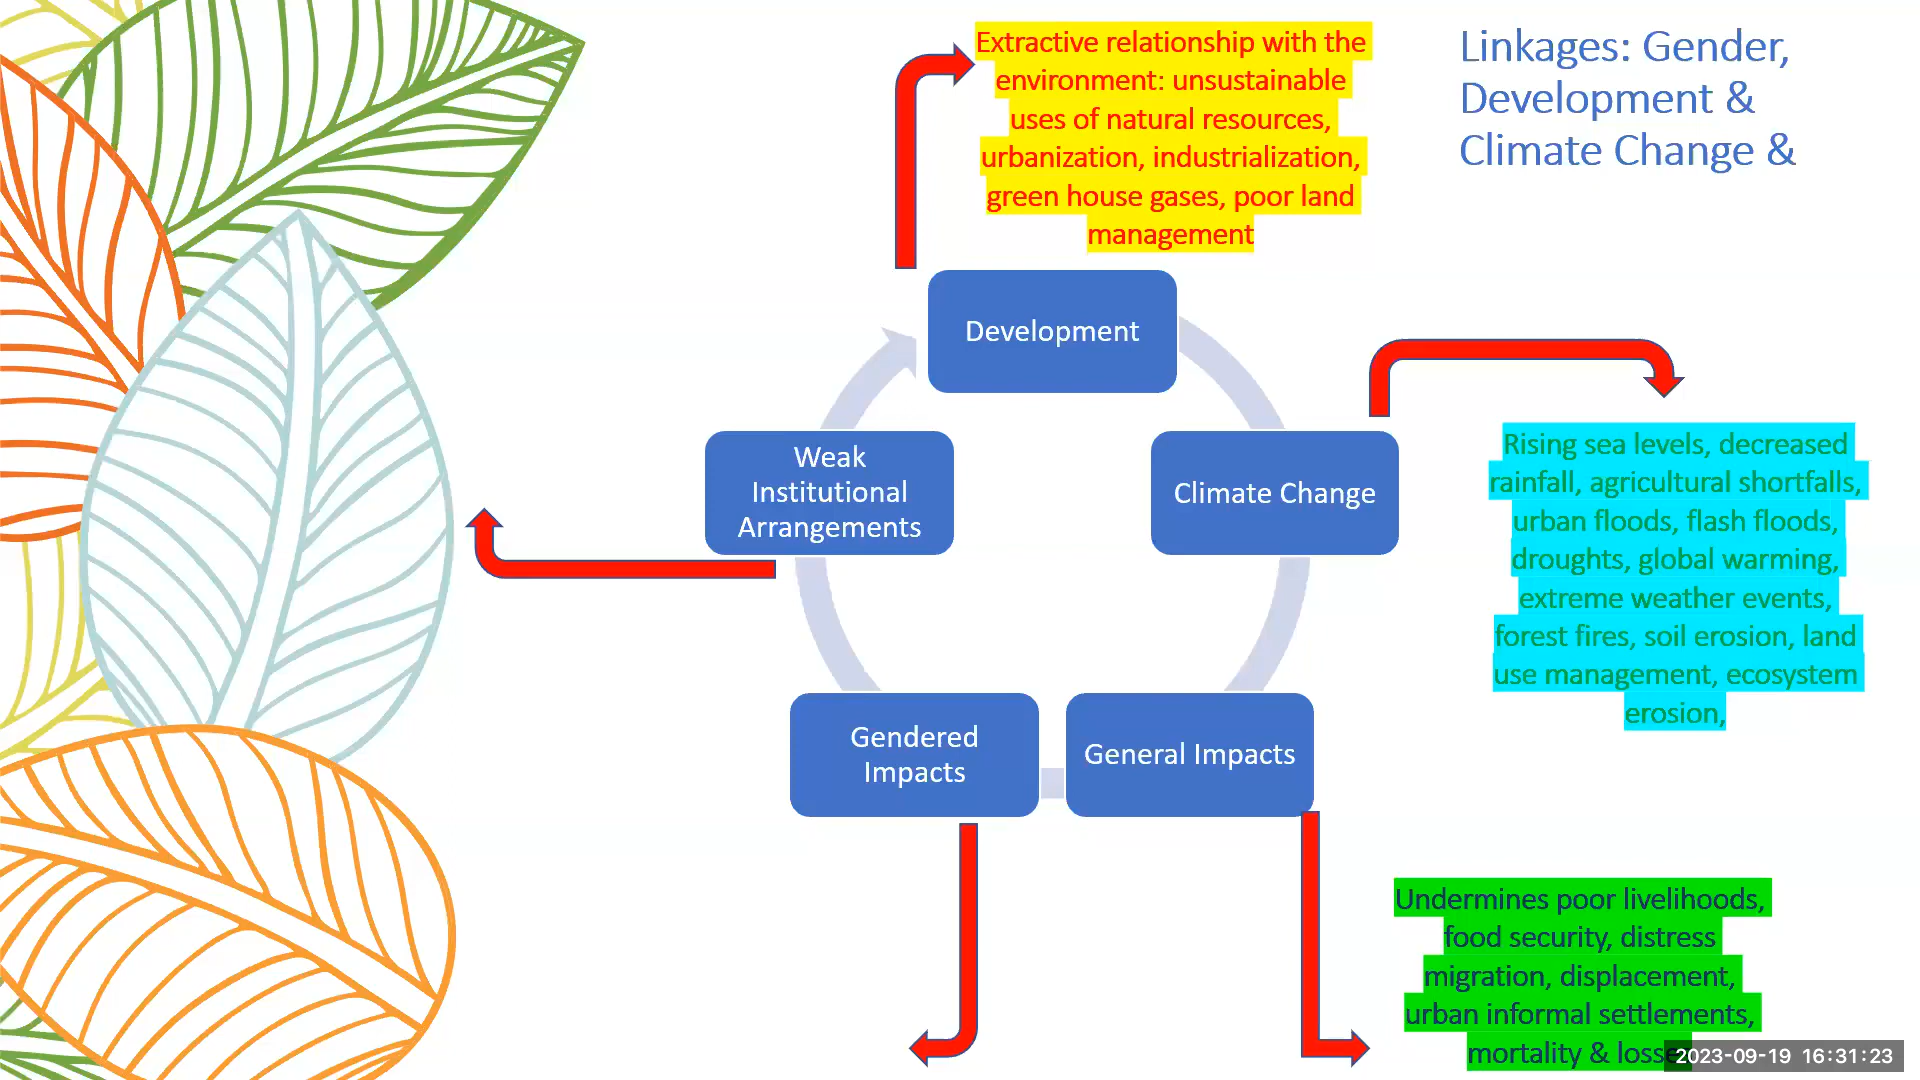 Extractive relationship with the
environment: unsustainable
uses of natural resources,
urbanization, industrialization,
green house gases, poor land
management
Linkages: Gender,
Development &
Climate Change &
Development
Climate Change
Weak
Institutional
Arrangements
Rising sea levels, decreased
rainfall, agricultural shortfalls,
urban floods, flash floods,
droughts, global warming,
extreme weather events,
forest fires, soil erosion, land
use management, ecosystem
erosion,
Gendered
Impacts
General Impacts
Undermines poor livelihoods,
food security, distress
migration, displacement,
urban informal settlements,
mortality &
2023-09-19 16:31:23